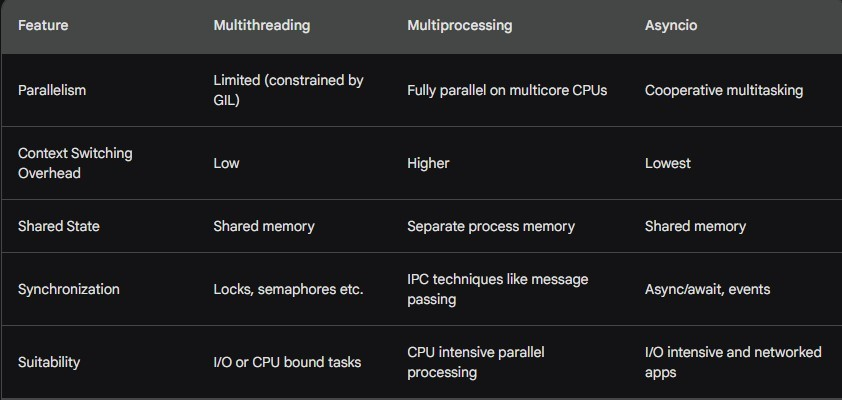 Feature Multithreading Multiprocessing Asyncio
Parallelism
Limited (constrained by
GIL)
Fully parallel on multicore CPUs
Cooperative multitasking
Context Switching
Overhead
Low
Higher
Lowest
Shared State
Shared memory
Separate process memory
Shared memory
Synchronization
Locks, semaphores etc.
IPC techniques like message
passing
Async/await, events
Suitability
I/O or CPU bound tasks
CPU intensive parallel
processing
I/O intensive and networked
apps